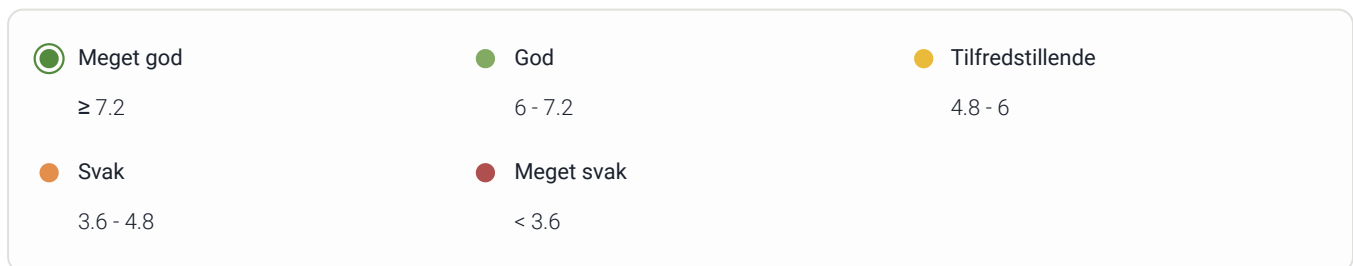 Meget god
God
Tilfredstillende
≥ 7.2
6 - 7.2
4.8 - 6
Svak
Meget svak
3.6 - 4.8
< 3.6